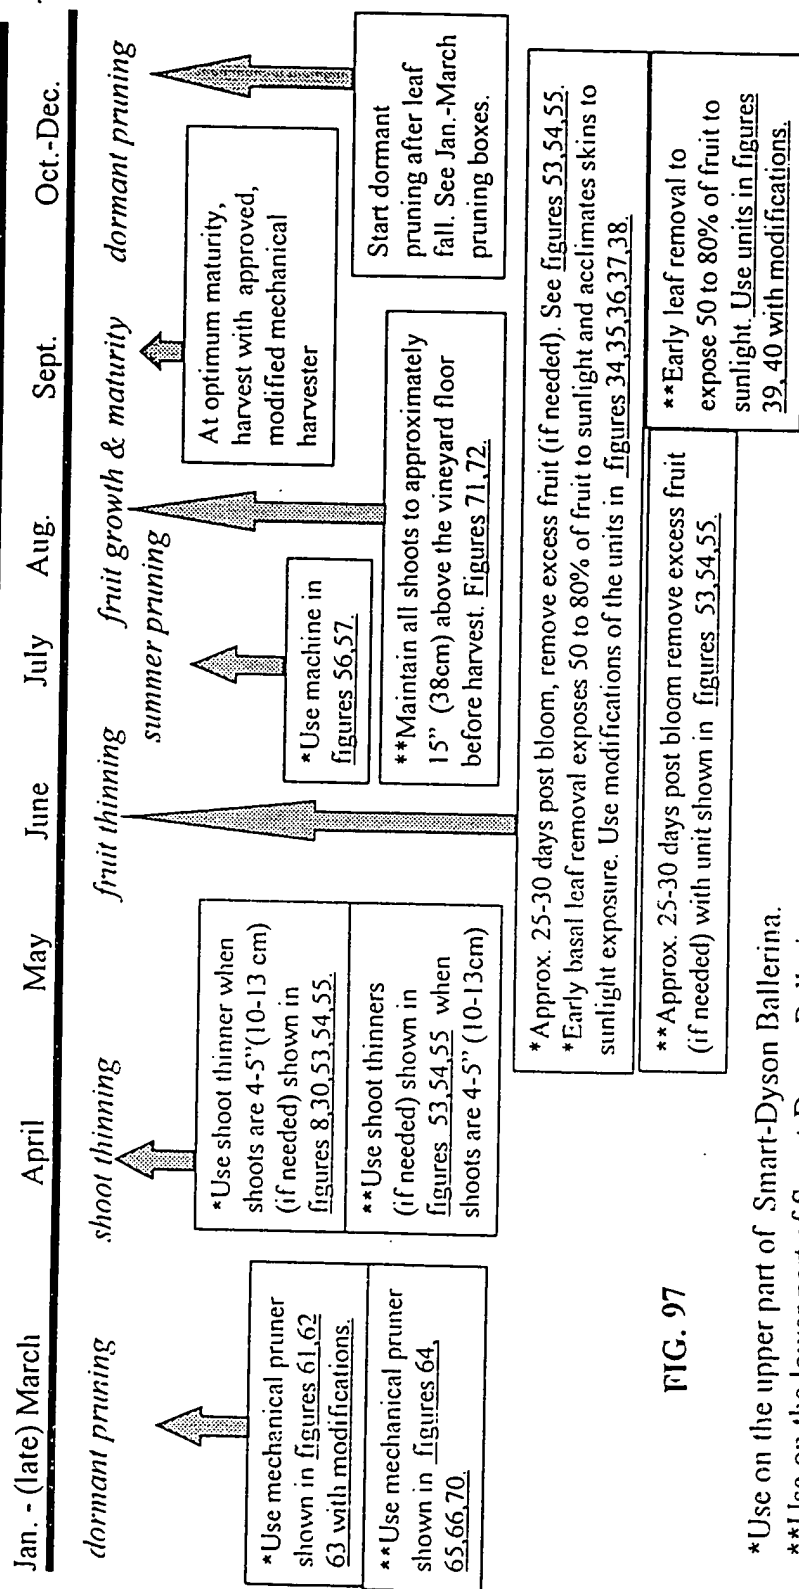 Jan. - (late) March April May June July Aug. Sept. Oct.-Dec.
dormant pruning shoot thinning fruit thinning fruit growth & maturity dormant pruning
summer pruning
*Use mechanical pruner
shown in figures 61,62
63 with modifications.
**Use mechanical pruner
shown in figures 64,
65,66,70.
*Use shoot thinner when
shoots are 4-5"(10-13 cm)
(if needed) shown in
figures 8,30,53,54,55.
**Use shoot thinners
(if needed) shown in
figures 53,54,55 when
shoots are 4-5" (10-13cm)
*Use machine in
figures 56,57.
**Maintain all shoots to approximately
15" (38cm) above the vineyard floor
before harvest. Figures 71,72.
At optimum maturity,
harvest with approved,
modified mechanical
harvester
Start dormant
pruning after leaf
fall. See Jan.-March
pruning boxes.
*Approx. 25-30 days post bloom, remove excess fruit (if needed). See figures 53,54,55.
*Early basal leaf removal exposes 50 to 80% of fruit to sunlight and acclimates skins to
sunlight exposure. Use modifications of the units in figures 34,35,36,37,38.
**Approx. 25-30 days post bloom remove excess fruit
(if needed) with unit shown in figures 53,54,55.
**Early leaf removal to
expose 50 to 80% of fruit to
sunlight. Use units in figures
39, 40 with modifications.
FIG. 97
*Use on the upper part of Smart-Dyson Ballerina.
**Use on the lower part of Smart-Dyson Ballerina.